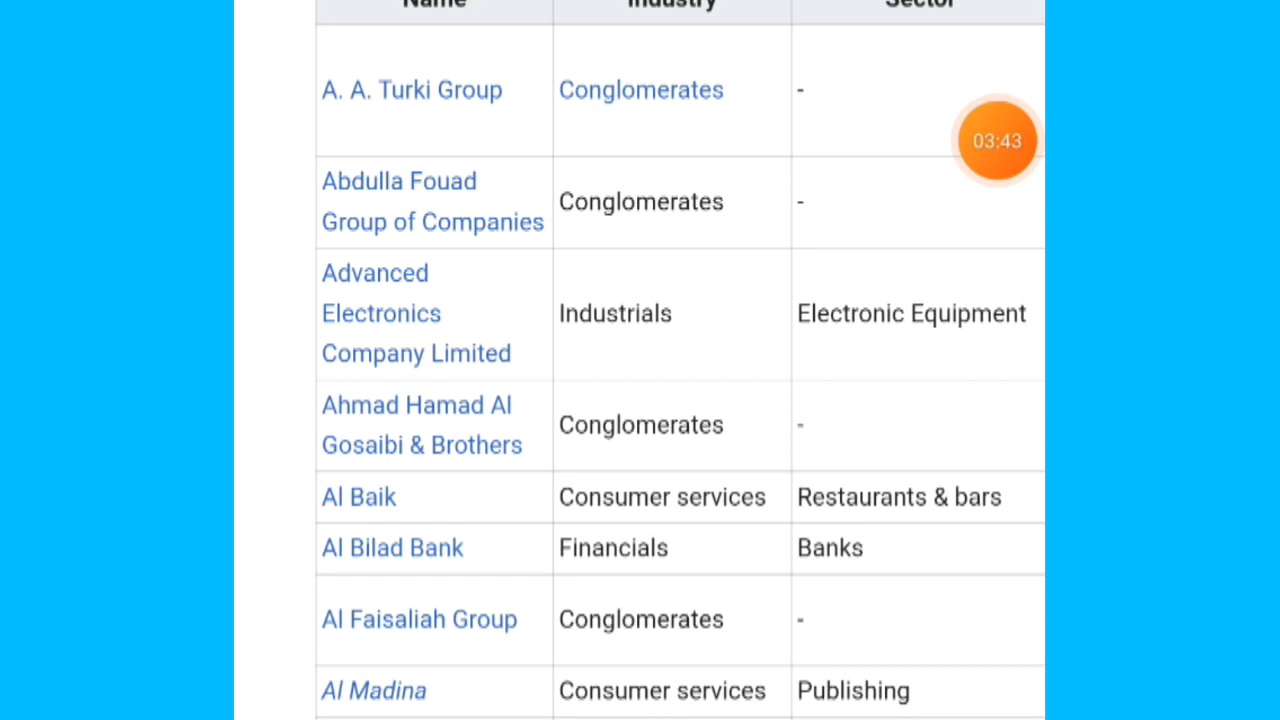 Name Industry Sector
A. A. Turki Group Conglomerates -
03:43
Abdulla Fouad
Group of Companies Conglomerates -
Advanced
Electronics Industrials Electronic Equipment
Company Limited
Ahmad Hamad Al
Gosaibi & Brothers Conglomerates -
Al Baik Consumer services Restaurants & bars
Al Bilad Bank Financials Banks
Al Faisaliah Group Conglomerates -
Al Madina Consumer services Publishing